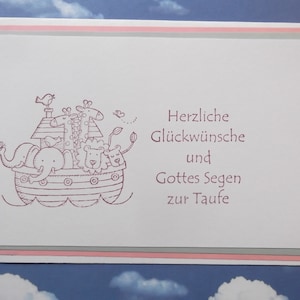 Herzliche
Glückwünsche
und
Gottes Segen
zur Taufe